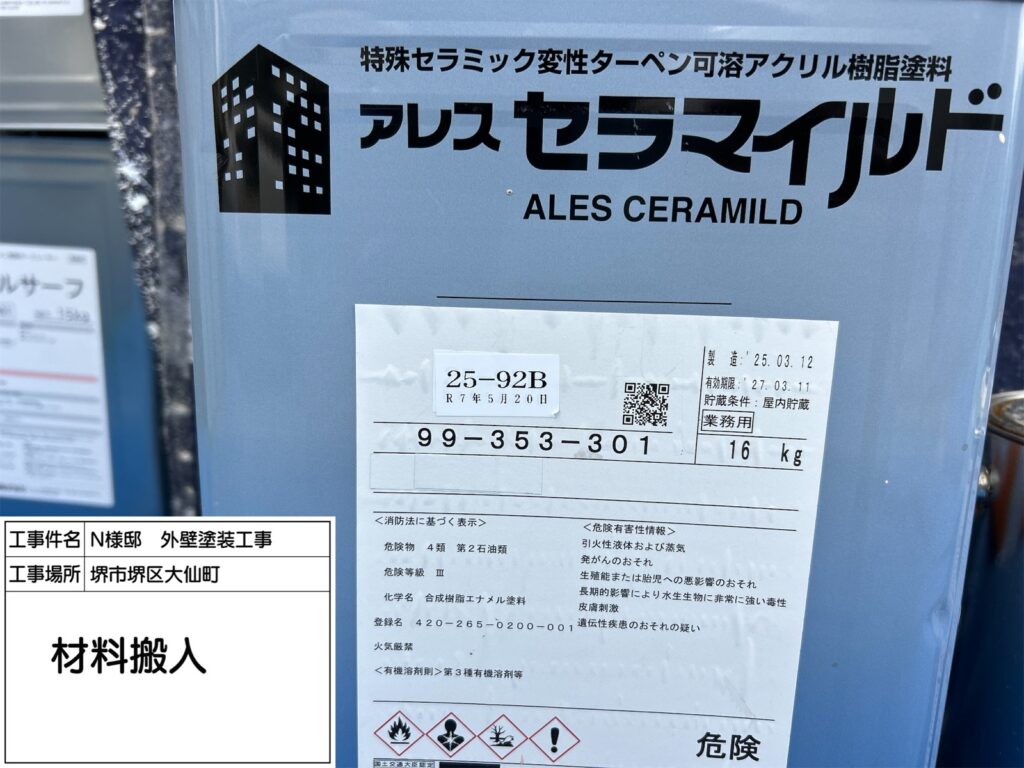 特殊セラミック変性ターペン可溶アクリル樹脂塗料
アレス セラマイルド
ALES CERAMILD
ルサーフ
15kg
25-92B
R7年5月20日
製 造:'25.03.12
有効期限:'27.03.11
貯蔵条件:屋内貯蔵
業務用
99-353-301
16 kg
<消防法に基づく表示>
危険物 4類 第2石油類
危険等級 Ⅲ
化学名 合成樹脂エナメル塗料
登録名 420-265-0200-001
火気厳禁
<有機溶剤則>第3種有機溶剤等
<危険有害性情報>
引火性液体および蒸気
発がんのおそれ
生殖能または胎児への悪影響のおそれ
長期的影響により水生生物に非常に強い毒性
皮膚刺激
遺伝性疾患のおそれの疑い
危険
国土交通大臣認定
工事件名 N様邸 外壁塗装工事
工事場所 堺市堺区大仙町
材料搬入